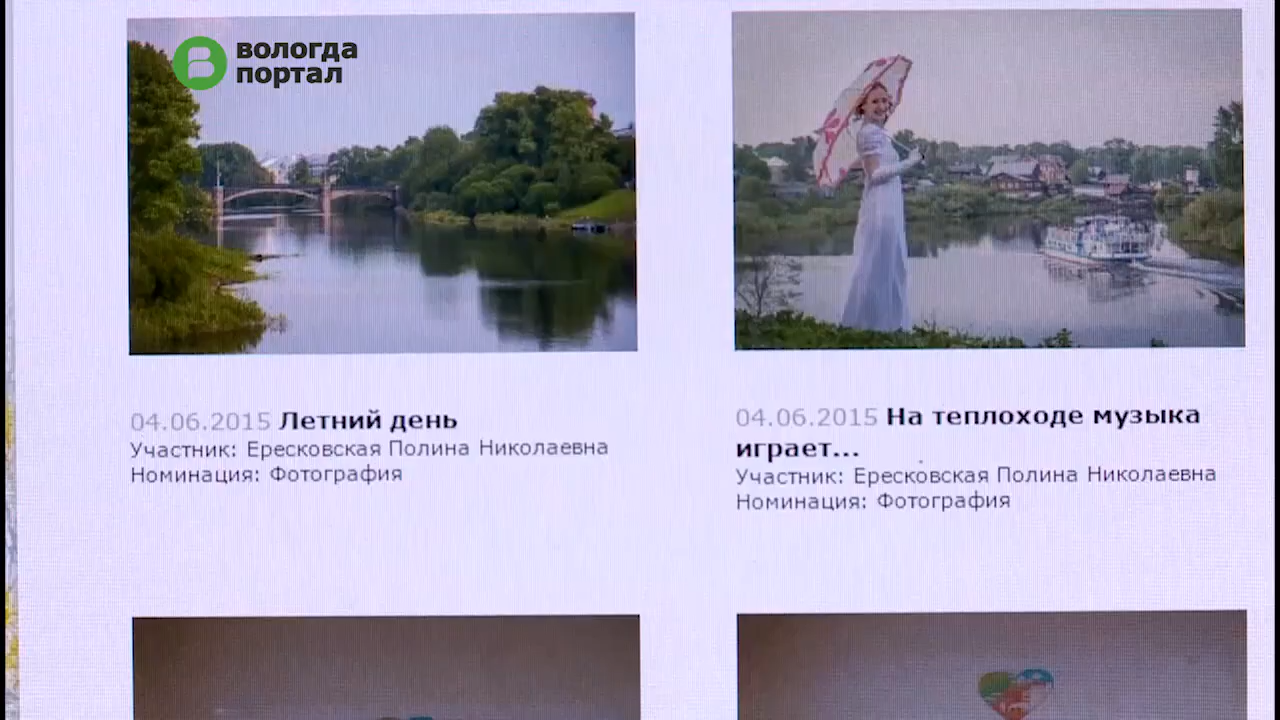 вологда
портал
04.06.2015 Летний день
Участник: Ересковская Полина Николаевна
Номинация: Фотография
04.06.2015 На теплоходе музыка
играет...
Участник: Ересковская Полина Николаевна
Номинация: Фотография